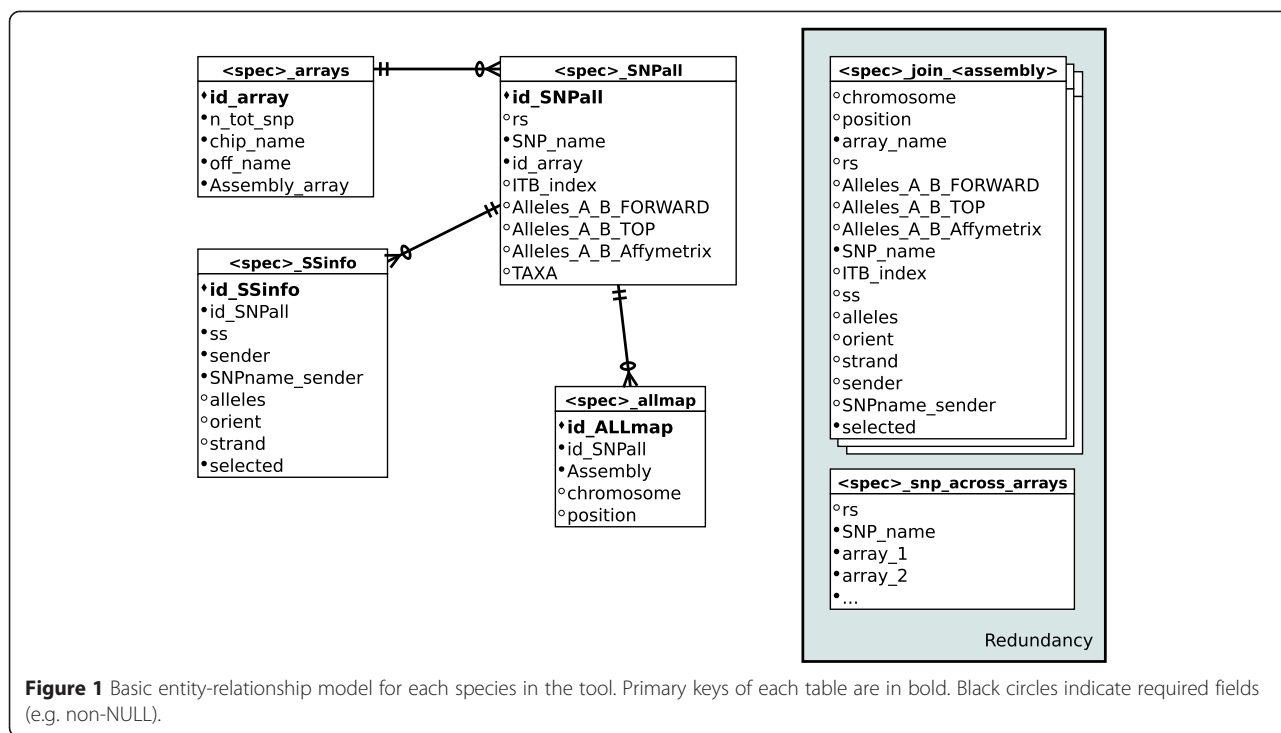 <spec>_arrays
id_array
n_tot_snp
chip_name
off_name
Assembly_array
<spec>_SNPall
id_SNPall
rs
SNP_name
id_array
ITB_index
Alleles_A_B_FORWARD
Alleles_A_B_TOP
Alleles_A_B_Affymetrix
TAXA
<spec>_SSinfo
id_SSinfo
id_SNPall
ss
sender
SNPname_sender
alleles
orient
strand
selected
<spec>_allmap
id_ALLmap
id_SNPall
Assembly
chromosome
position
<spec>_join_<assembly>
chromosome
position
array_name
rs
Alleles_A_B_FORWARD
Alleles_A_B_TOP
Alleles_A_B_Affymetrix
SNP_name
ITB_index
ss
alleles
orient
strand
sender
SNPname_sender
selected
<spec>_snp_across_arrays
rs
SNP_name
array_1
array_2
...
Redundancy
Figure 1 Basic entity-relationship model for each species in the tool. Primary keys of each table are in bold. Black circles indicate required fields
(e.g. non-NULL).